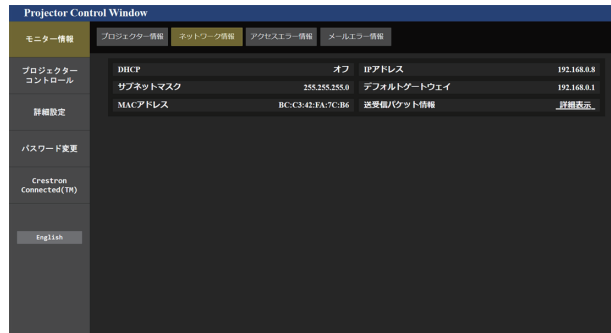 Projector Control Window
モニター情報
プロジェクター情報 ネットワーク情報 アクセスエラー情報 メールエラー情報
プロジェクター
コントロール
詳細設定
パスワード変更
Crestron
Connected(TM)
English
DHCP オフ IPアドレス 192.168.0.8
サブネットマスク 255.255.255.0 デフォルトゲートウェイ 192.168.0.1
MACアドレス BC:C3:42:FA:7C:B6 送受信パケット情報 詳細表示